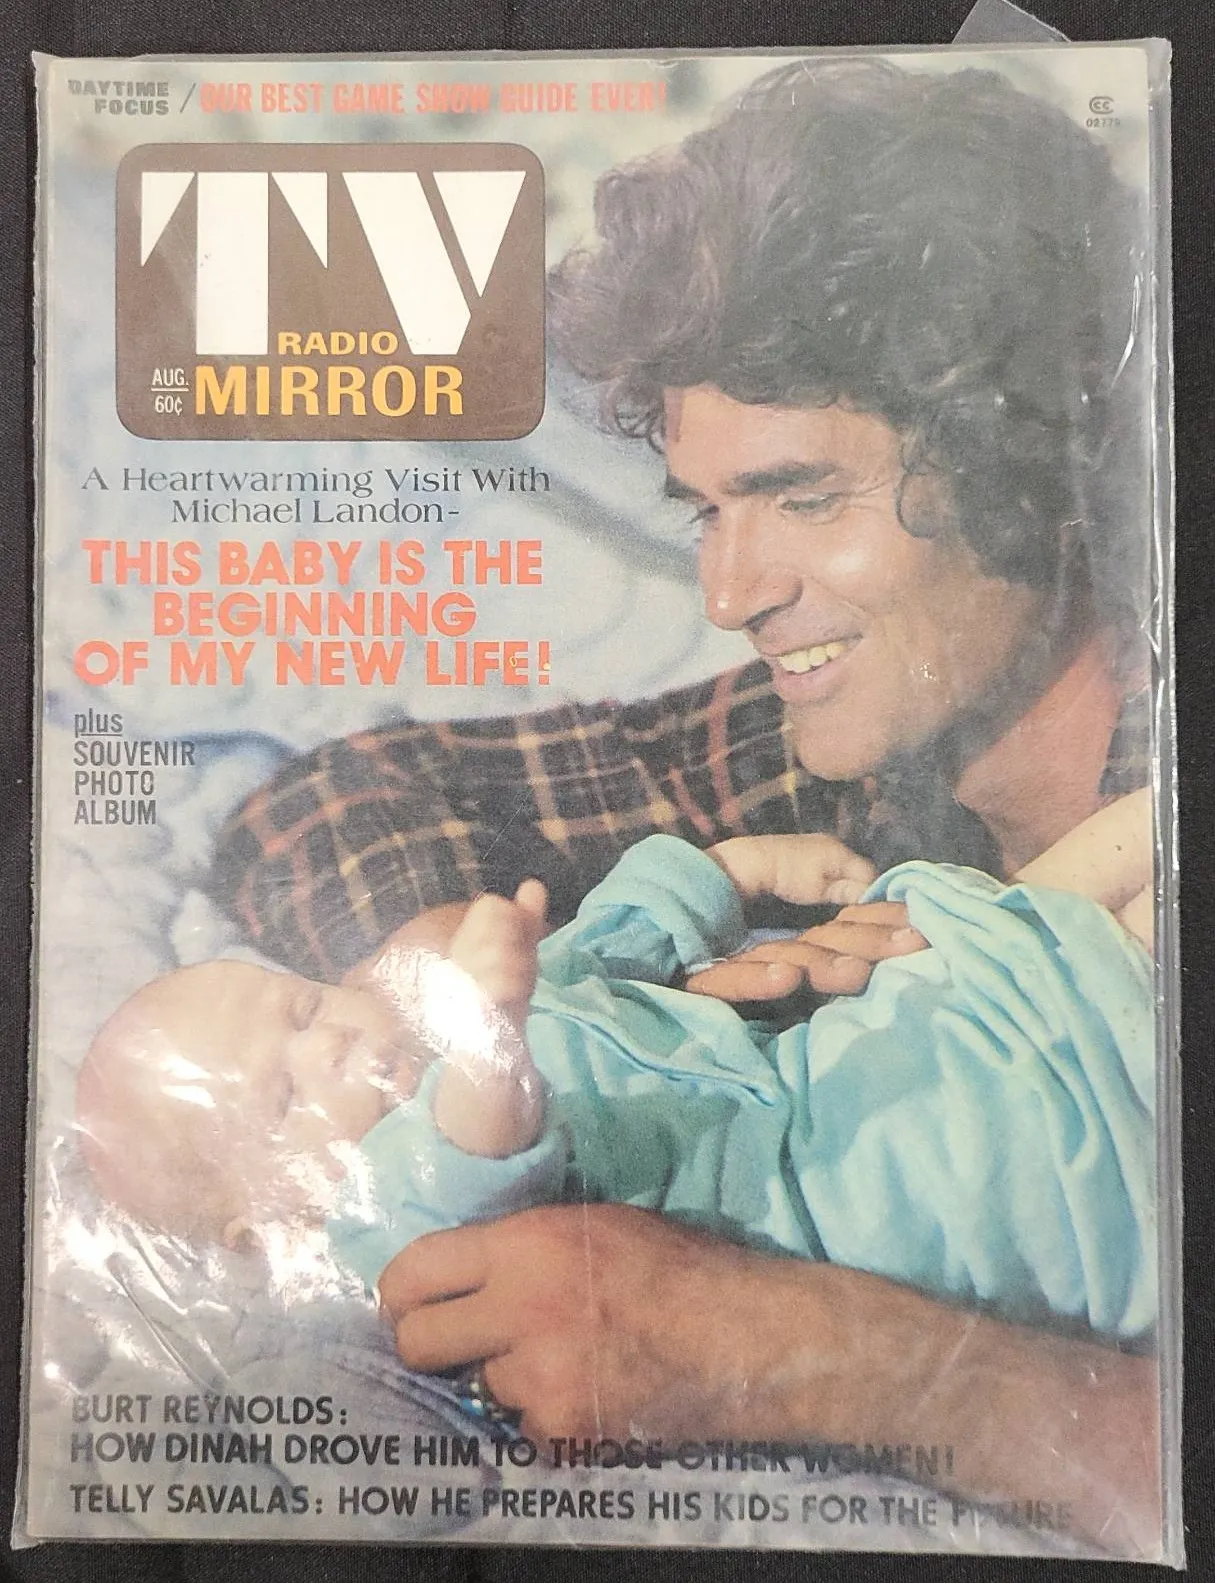 DAYTIME
FOCUS / OUR BEST GAME SHOW GUIDE EVER!
CC
02779
TV
RADIO
AUG.
60¢ MIRROR
A Heartwarming Visit With
Michael Landon-
THIS BABY IS THE
BEGINNING
OF MY NEW LIFE!
plus
SOUVENIR
PHOTO
ALBUM
BURT REYNOLDS:
HOW DINAH DROVE HIM TO THOSE OTHER WOMEN!
TELLY SAVALAS: HOW HE PREPARES HIS KIDS FOR THE FUTURE